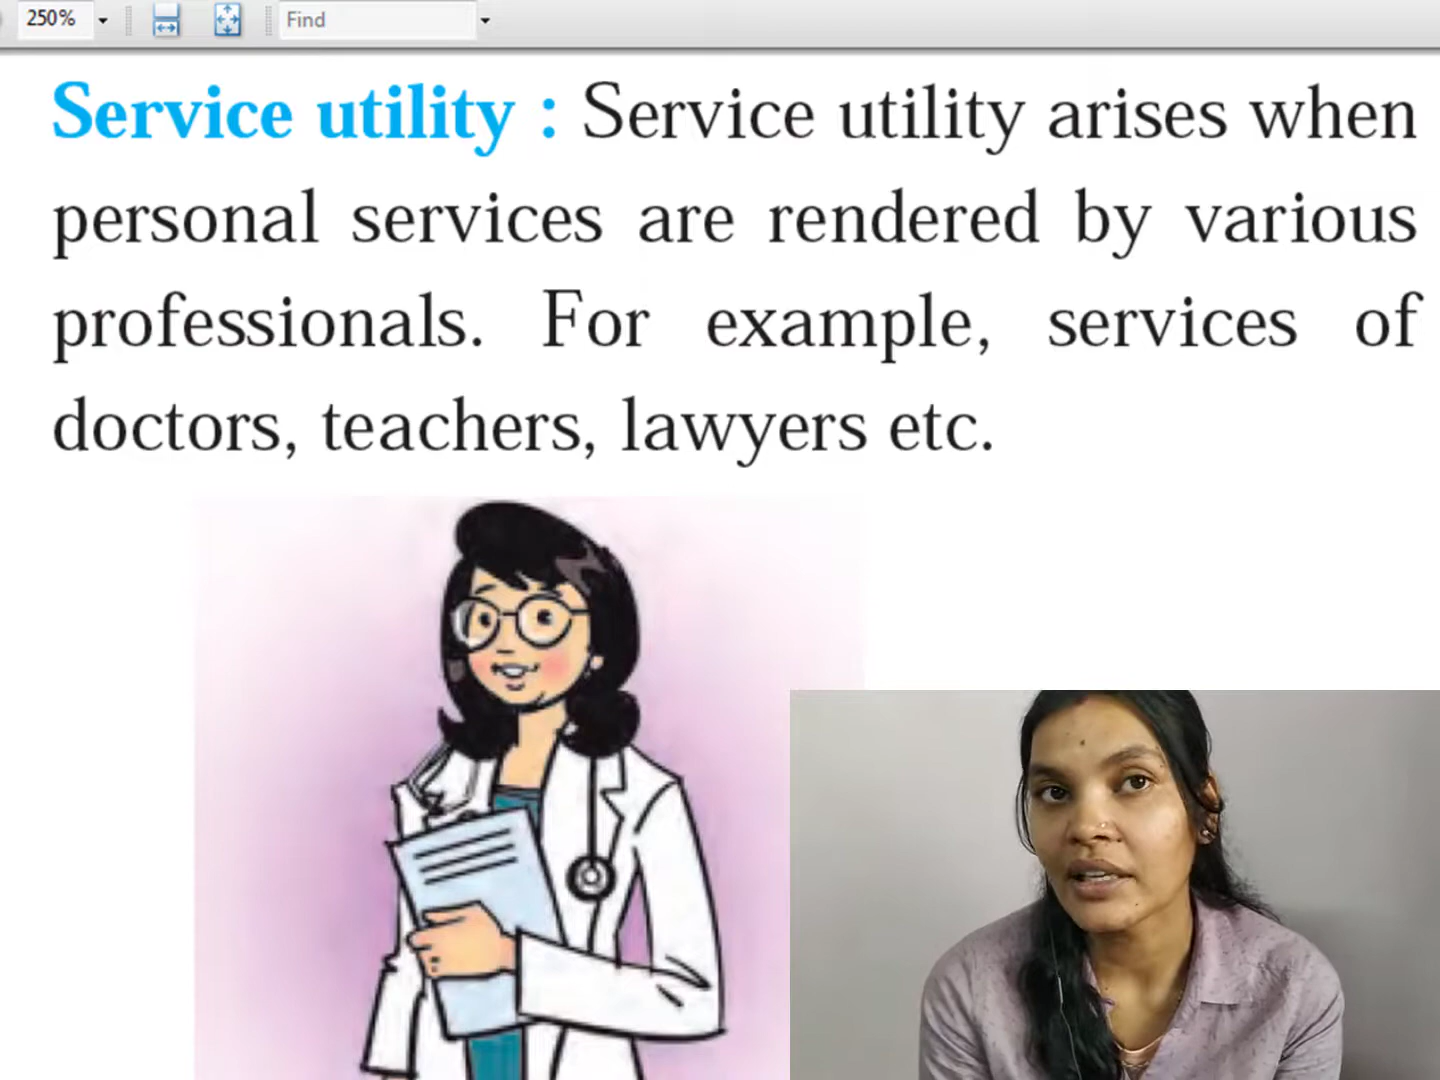 250% Find
Service utility : Service utility arises when
personal services are rendered by various
professionals. For example, services of
doctors, teachers, lawyers etc.